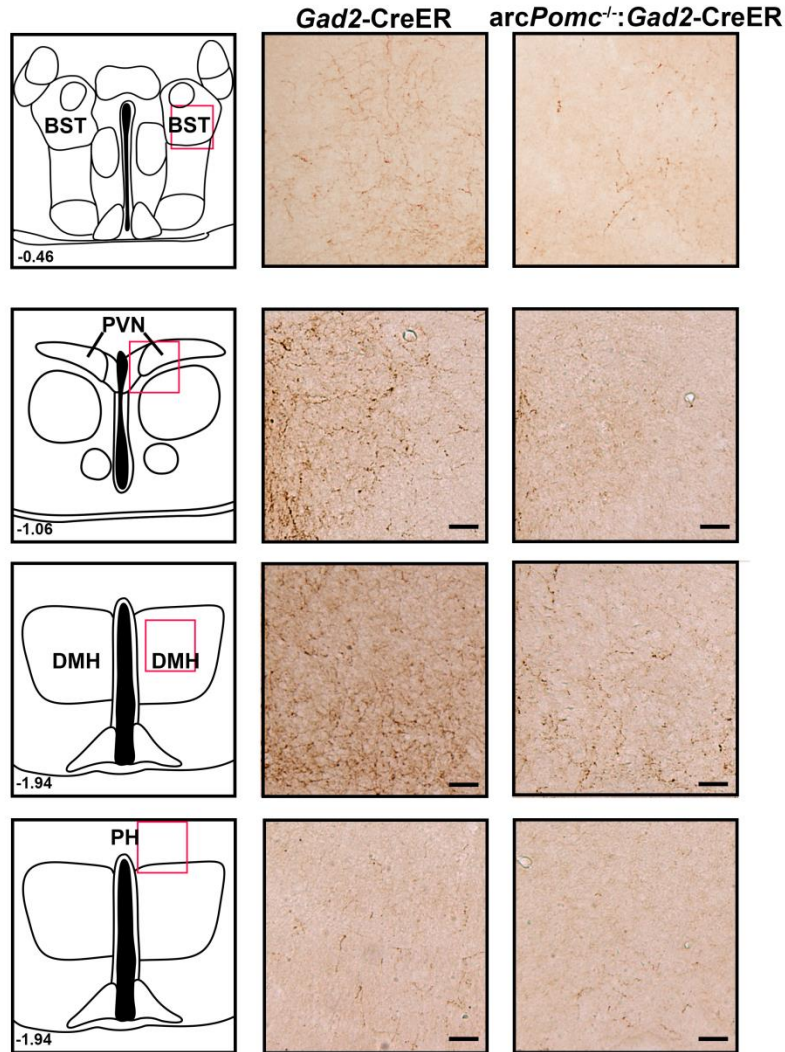 Gad2-CreER
arcPomc-/-:Gad2-CreER
BST
BST
-0.46
PVN
-1.06
DMH
DMH
-1.94
PH
-1.94